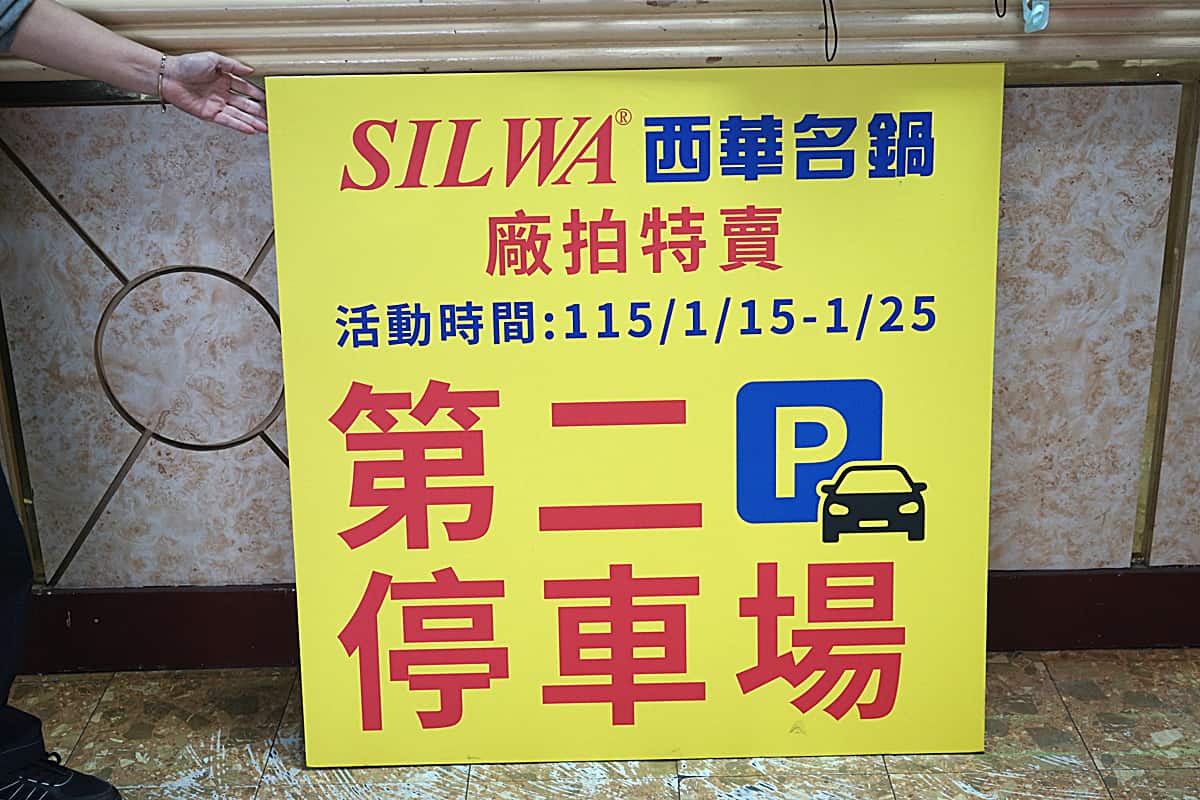 SILWA® 西華名鍋
廠拍特賣
活動時間:115/1/15-1/25
第二 P
停車場